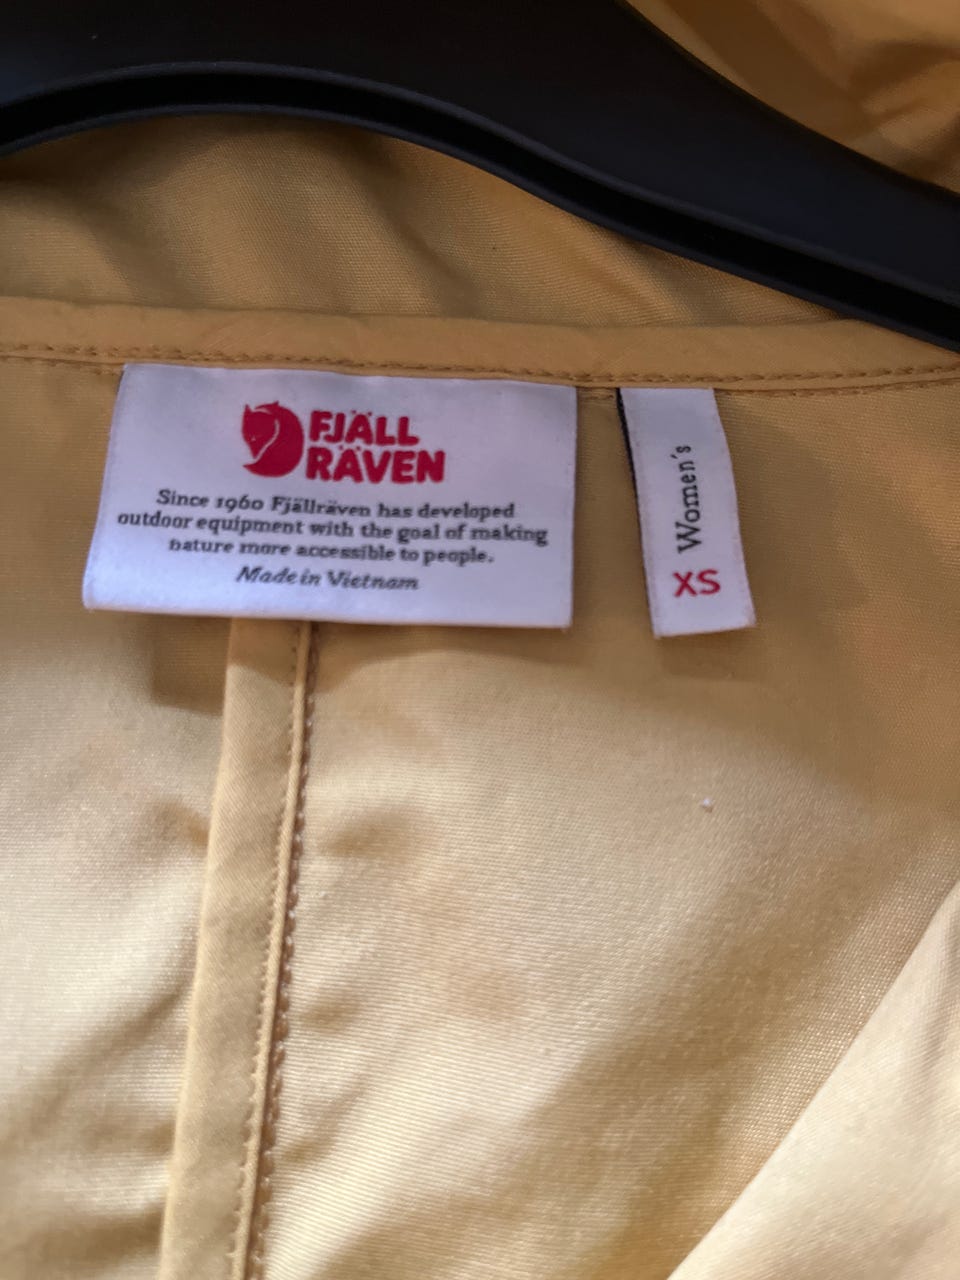 FJÄLL
RÄVEN
Since 1960 Fjällräven has developed
outdoor equipment with the goal of making
nature more accessible to people.
Made in Vietnam
Women's
XS